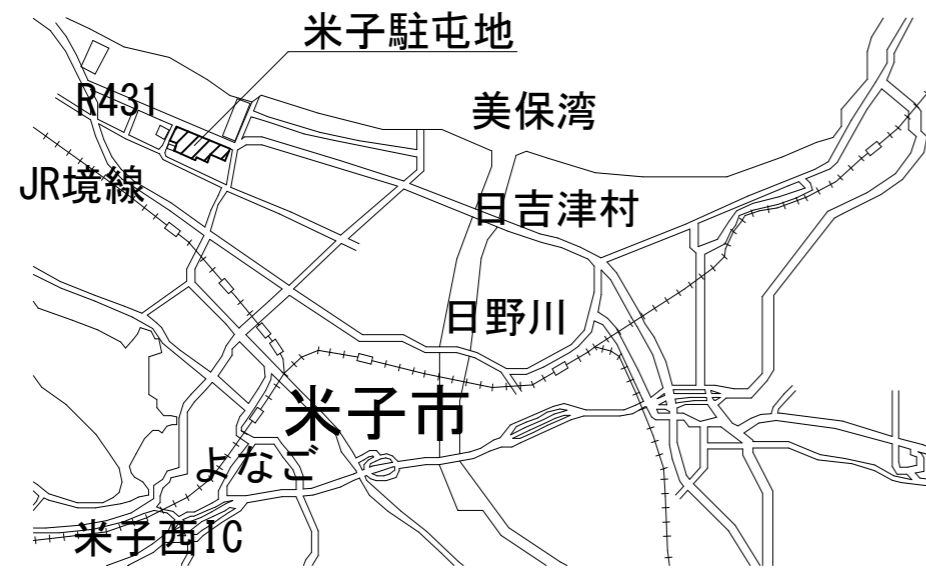 米子駐屯地
R431
美保湾
JR境線
日吉津村
日野川
米子市
よなご
米子西IC